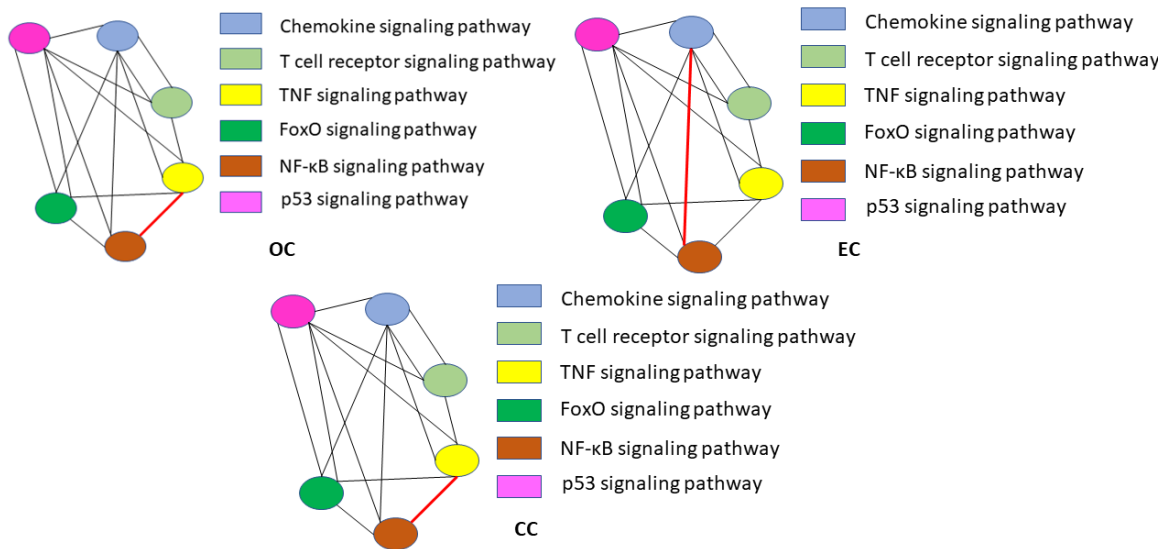 Chemokine signaling pathway
T cell receptor signaling pathway
TNF signaling pathway
FoxO signaling pathway
NF-κB signaling pathway
p53 signaling pathway
OC
Chemokine signaling pathway
T cell receptor signaling pathway
TNF signaling pathway
FoxO signaling pathway
NF-κB signaling pathway
p53 signaling pathway
EC
Chemokine signaling pathway
T cell receptor signaling pathway
TNF signaling pathway
FoxO signaling pathway
NF-κB signaling pathway
p53 signaling pathway
CC